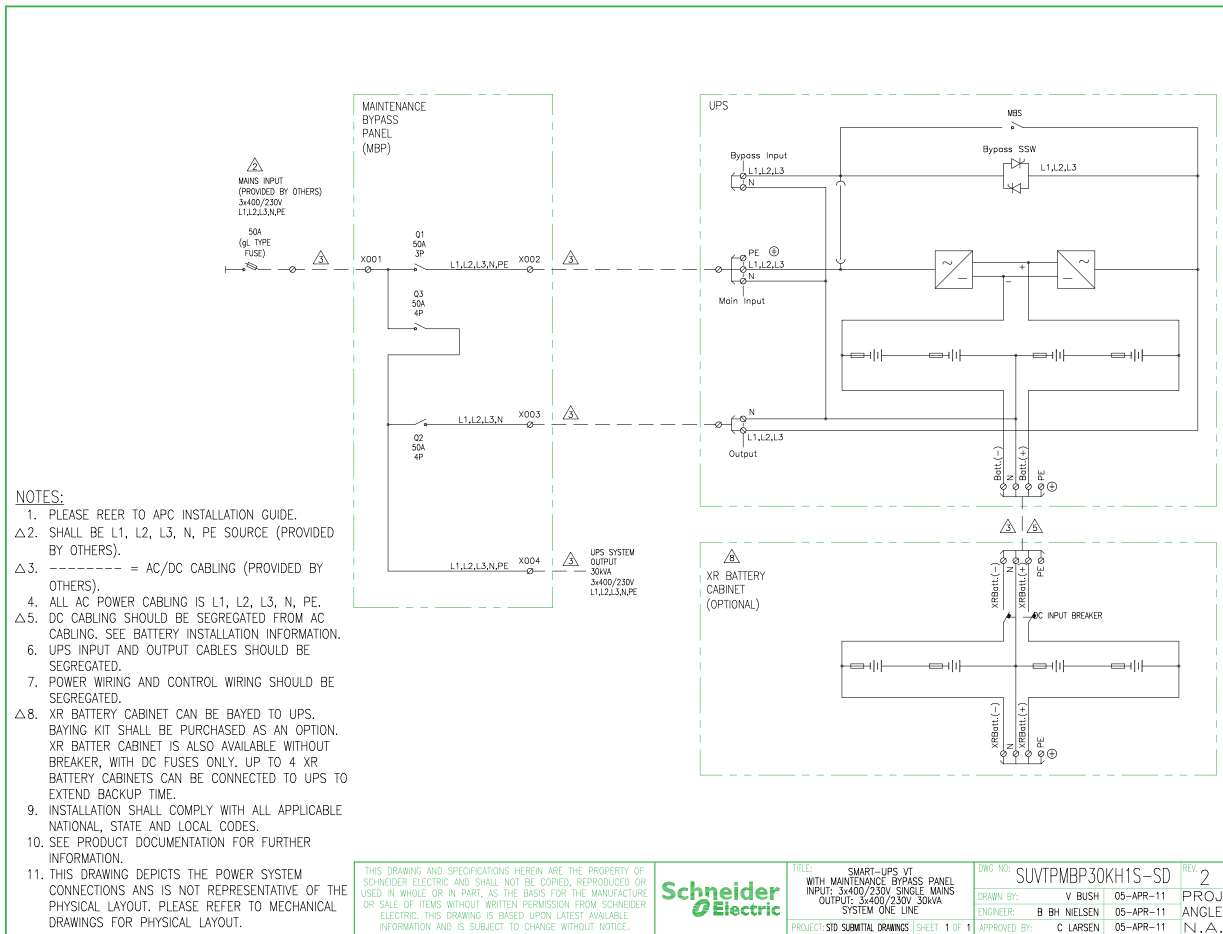 MAINTENANCE
BYPASS
PANEL
(MBP)
2
MAINS INPUT
(PROVIDED BY OTHERS)
3x400/230V
L1,L2,L3,N,PE
50A
(gL TYPE
FUSE)
3
X001
Q1
50A
3P
L1,L2,L3,N,PE
X002
3
Q3
50A
4P
Q2
50A
4P
L1,L2,L3,N
X003
3
L1,L2,L3,N,PE
X004
3
UPS SYSTEM
OUTPUT
30kVA
3x400/230V
L1,L2,L3,N,PE
UPS
MBS
Bypass SSW
L1,L2,L3
Bypass Input
L1,L2,L3
N
PE
L1,L2,L3
N
Main Input
+
-
N
L1,L2,L3
Output
Batt.(-)
N
Batt.(+)
PE
3
5
8
XR BATTERY
CABINET
(OPTIONAL)
XRBatt.(-)
N
XRBatt.(+)
PE
DC INPUT BREAKER
XRBatt.(-)
N
XRBatt.(+)
PE
NOTES:
1. PLEASE REER TO APC INSTALLATION GUIDE.
△2. SHALL BE L1, L2, L3, N, PE SOURCE (PROVIDED
BY OTHERS).
△3. -------- = AC/DC CABLING (PROVIDED BY
OTHERS).
4. ALL AC POWER CABLING IS L1, L2, L3, N, PE.
△5. DC CABLING SHOULD BE SEGREGATED FROM AC
CABLING. SEE BATTERY INSTALLATION INFORMATION.
6. UPS INPUT AND OUTPUT CABLES SHOULD BE
SEGREGATED.
7. POWER WIRING AND CONTROL WIRING SHOULD BE
SEGREGATED.
△8. XR BATTERY CABINET CAN BE BAYED TO UPS.
BAYING KIT SHALL BE PURCHASED AS AN OPTION.
XR BATTER CABINET IS ALSO AVAILABLE WITHOUT
BREAKER, WITH DC FUSES ONLY. UP TO 4 XR
BATTERY CABINETS CAN BE CONNECTED TO UPS TO
EXTEND BACKUP TIME.
9. INSTALLATION SHALL COMPLY WITH ALL APPLICABLE
NATIONAL, STATE AND LOCAL CODES.
10. SEE PRODUCT DOCUMENTATION FOR FURTHER
INFORMATION.
11. THIS DRAWING DEPICTS THE POWER SYSTEM
CONNECTIONS ANS IS NOT REPRESENTATIVE OF THE
PHYSICAL LAYOUT. PLEASE REFER TO MECHANICAL
DRAWINGS FOR PHYSICAL LAYOUT.
THIS DRAWING AND SPECIFICATIONS HEREIN ARE THE PROPERTY OF
SCHNEIDER ELECTRIC AND SHALL NOT BE COPIED, REPRODUCED OR
USED IN WHOLE OR IN PART, AS THE BASIS FOR THE MANUFACTURE
OR SALE OF ITEMS WITHOUT WRITTEN PERMISSION FROM SCHNEIDER
ELECTRIC. THIS DRAWING IS BASED UPON LATEST AVAILABLE
INFORMATION AND IS SUBJECT TO CHANGE WITHOUT NOTICE.
Schneider
Electric
TITLE:
SMART-UPS VT
WITH MAINTENANCE BYPASS PANEL
INPUT: 3x400/230V SINGLE MAINS
OUTPUT: 3x400/230V 30kVA
SYSTEM ONE LINE
PROJECT: STD SUBMITTAL DRAWINGS
SHEET 1 OF 1
DWG NO: SUVTPMBP30KH1S-SD
REV. 2
DRAWN BY: V BUSH 05-APR-11
ENGINEER: B BH NIELSEN 05-APR-11
APPROVED BY: C LARSEN 05-APR-11
PROJ
ANGLE
N.A.